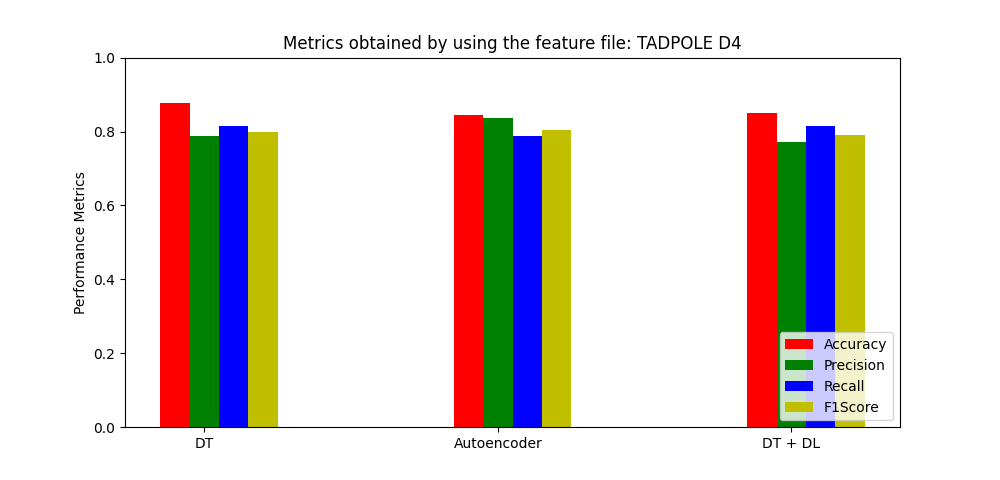 Metrics obtained by using the feature file: TADPOLE D4
1.0
0.8
0.6
0.4
0.2
0.0
Performance Metrics
DT
Autoencoder
DT + DL
Accuracy
Precision
Recall
F1Score